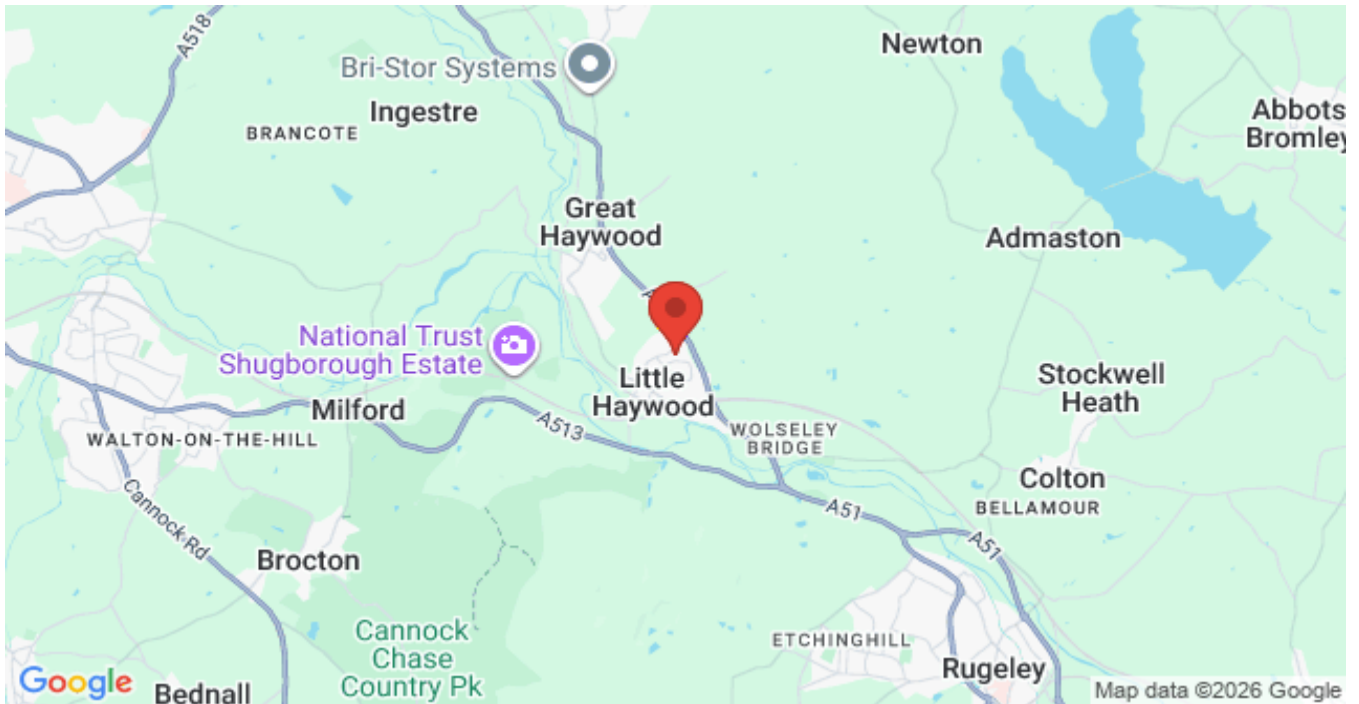 A518
Newton
Bri-Stor Systems
Ingestre
BRANCOTE
Abbots
Bromley
Great
Haywood
Admaston
National Trust
Shugborough Estate
Little
Haywood
Stockwell
Heath
Milford
A513
WALTON-ON-THE-HILL
WOLSELEY
BRIDGE
Cannock Rd
Colton
BELLAMOUR
A51
A51
Brocton
Cannock
Chase
Country Pk
ETCHINGHILL
Rugeley
Google
Bednall
Map data ©2026 Google